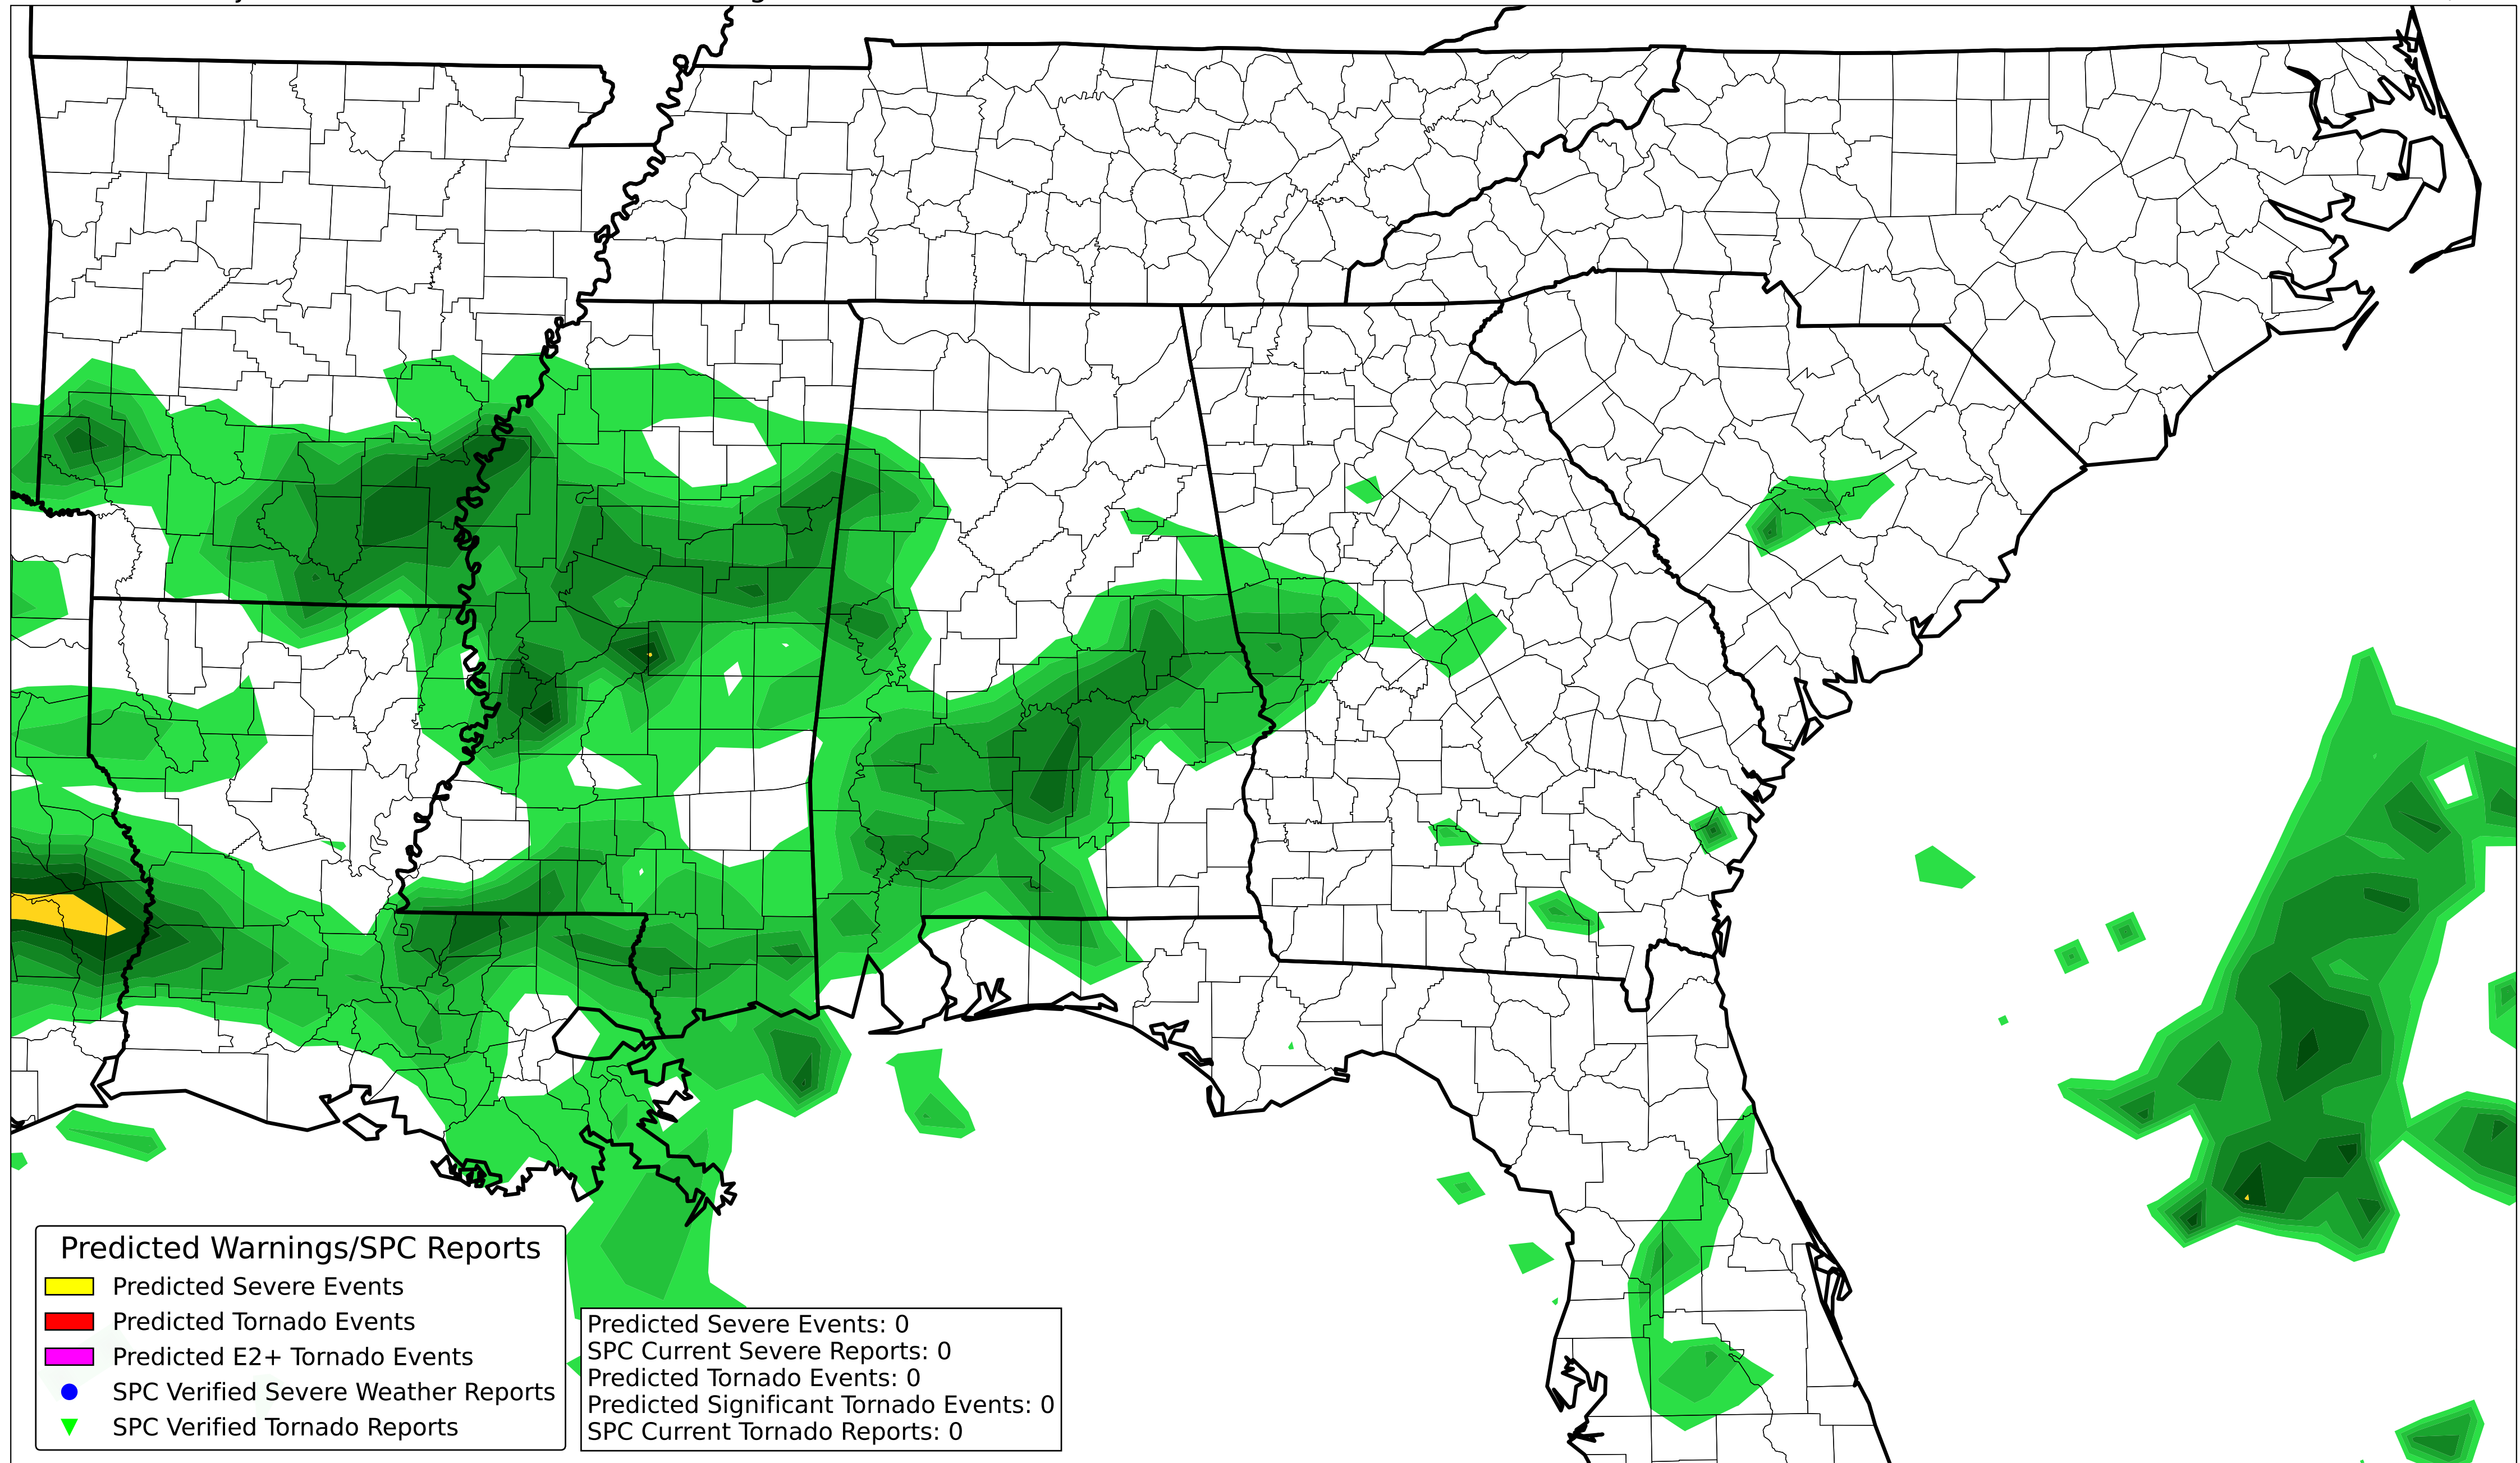 Predicted Warnings/SPC Reports
Predicted Severe Events
Predicted Tornado Events
Predicted E2+ Tornado Events
SPC Verified Severe Weather Reports
SPC Verified Tornado Reports
Predicted Severe Events: 0
SPC Current Severe Reports: 0
Predicted Tornado Events: 0
Predicted Significant Tornado Events: 0
SPC Current Tornado Reports: 0